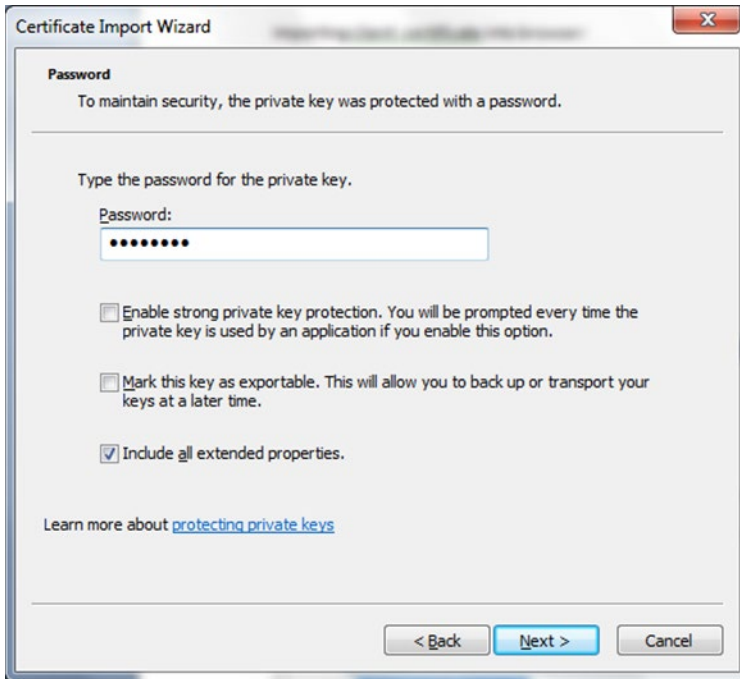 Certificate Import Wizard
Password
To maintain security, the private key was protected with a password.
Type the password for the private key.
Password:
••••••••
Enable strong private key protection. You will be prompted every time the
private key is used by an application if you enable this option.
Mark this key as exportable. This will allow you to back up or transport your
keys at a later time.
Include all extended properties.
Learn more about protecting private keys
< Back Next > Cancel